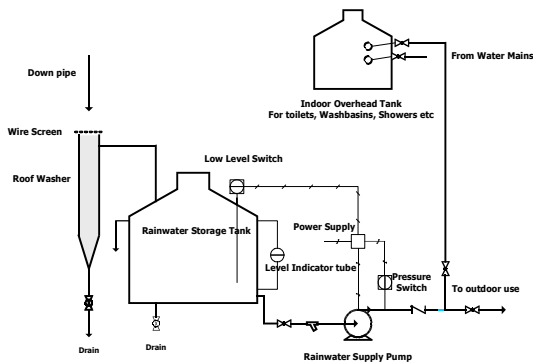 Down pipe
From Water Mains
Indoor Overhead Tank
For toilets, Washbasins, Showers etc
Wire Screen
Low Level Switch
Roof Washer
Power Supply
Rainwater Storage Tank
Level Indicator tube
Pressure
Switch
To outdoor use
Drain
Drain
Rainwater Supply Pump